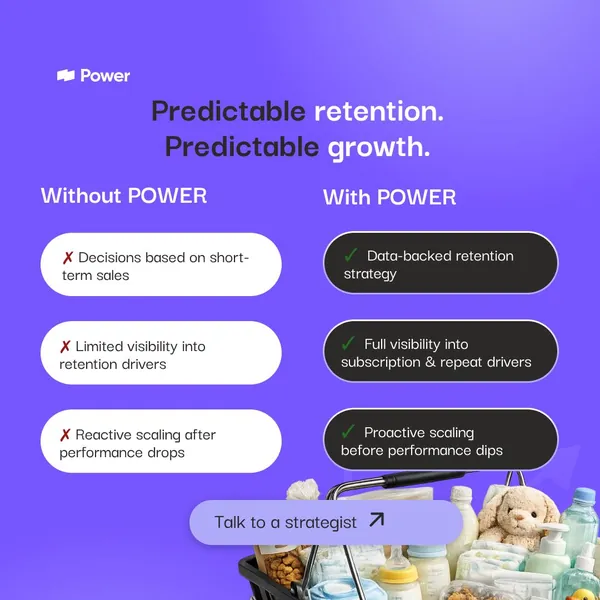 Power
Predictable retention.
Predictable growth.
Without POWER
With POWER
✗ Decisions based on short-
term sales
✓ Data-backed retention
strategy
✗ Limited visibility into
retention drivers
✓ Full visibility into
subscription & repeat drivers
✗ Reactive scaling after
performance drops
✓ Proactive scaling
before performance dips
Talk to a strategist ↗